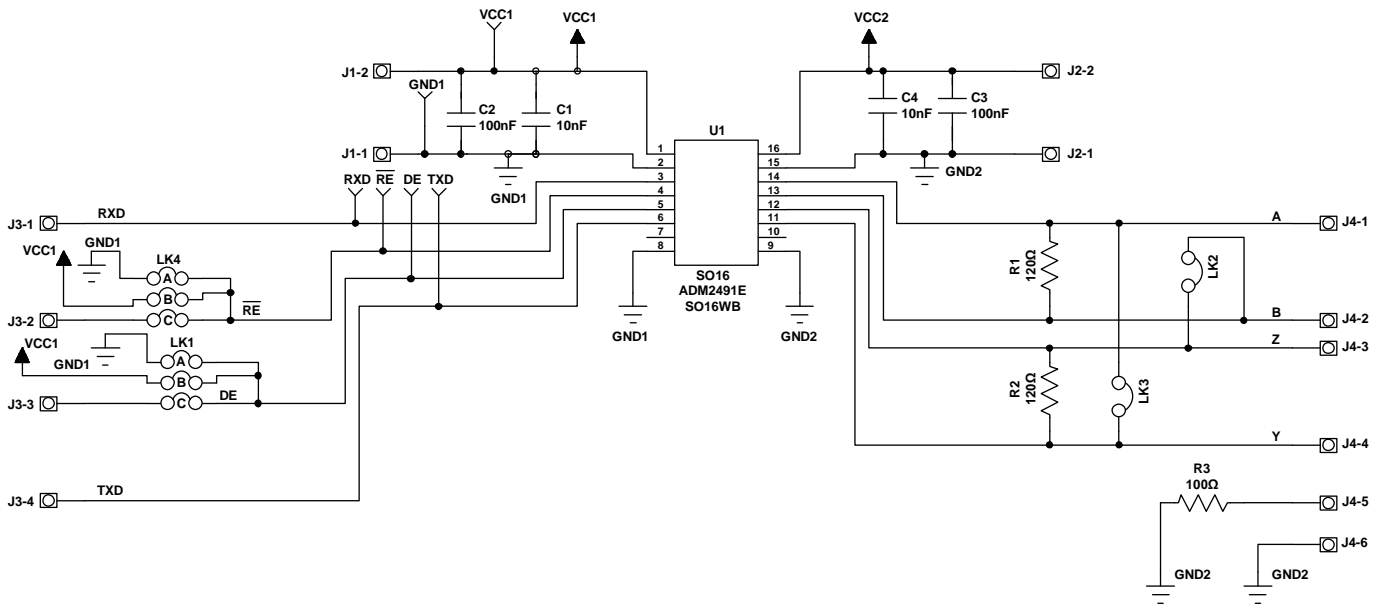 VCC1
VCC1
VCC2
J1-2
GND1
C2
100nF
C1
10nF
C4
10nF
C3
100nF
J2-2
U1
J1-1
GND1
J2-1
GND2
1
2
3
4
5
6
7
8
16
15
14
13
12
11
10
9
RXD
RE
DE
TXD
J3-1
RXD
A
J4-1
VCC1
GND1
LK4
A
B
C
J3-2
RE
R1
120Ω
LK2
SO16
ADM2491E
SO16WB
GND1
GND2
B
J4-2
Z
J4-3
VCC1
GND1
LK1
A
B
C
J3-3
DE
R2
120Ω
LK3
Y
J4-4
J3-4
TXD
R3
100Ω
J4-5
J4-6
GND2
GND2